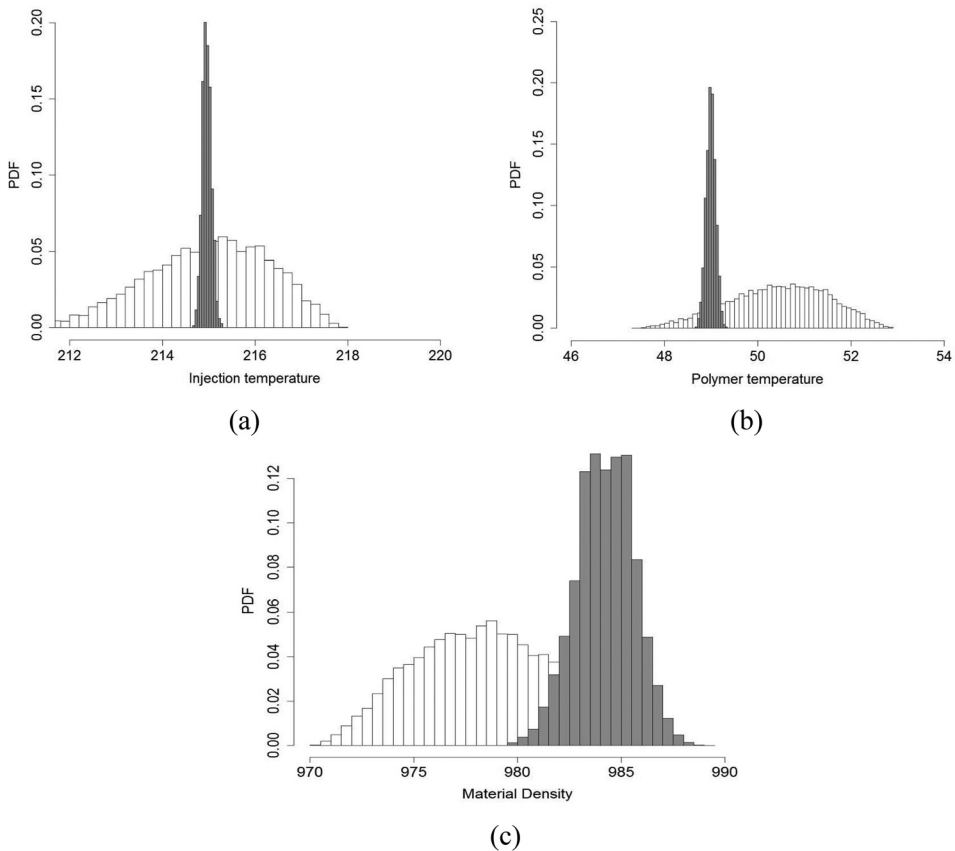 0.20
0.15
0.10
0.05
0.00
PDF
212 214 216 218 220
Injection temperature
(a)
0.25
0.20
0.15
0.10
0.05
0.00
PDF
46 48 50 52 54
Polymer temperature
(b)
0.12
0.10
0.08
0.06
0.04
0.02
0.00
PDF
970 975 980 985 990
Material Density
(c)